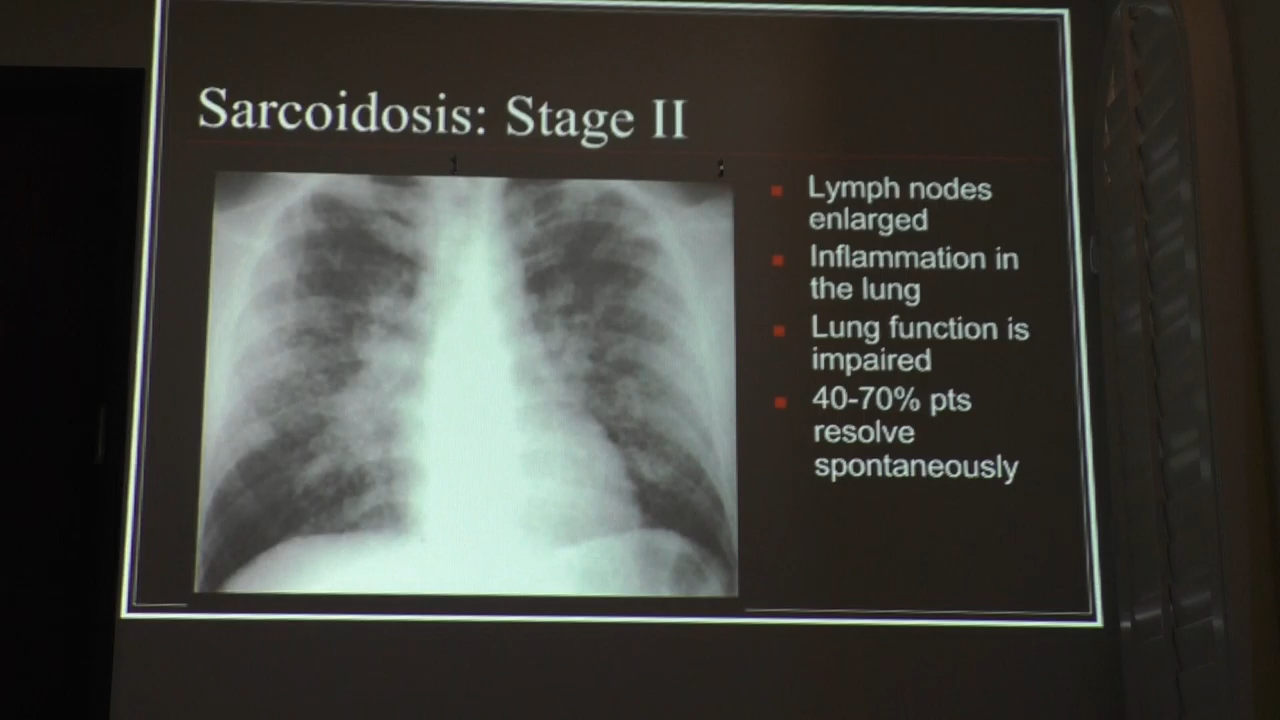 Sarcoidosis: Stage II
Lymph nodes
enlarged
Inflammation in
the lung
Lung function is
impaired
40-70% pts
resolve
spontaneously